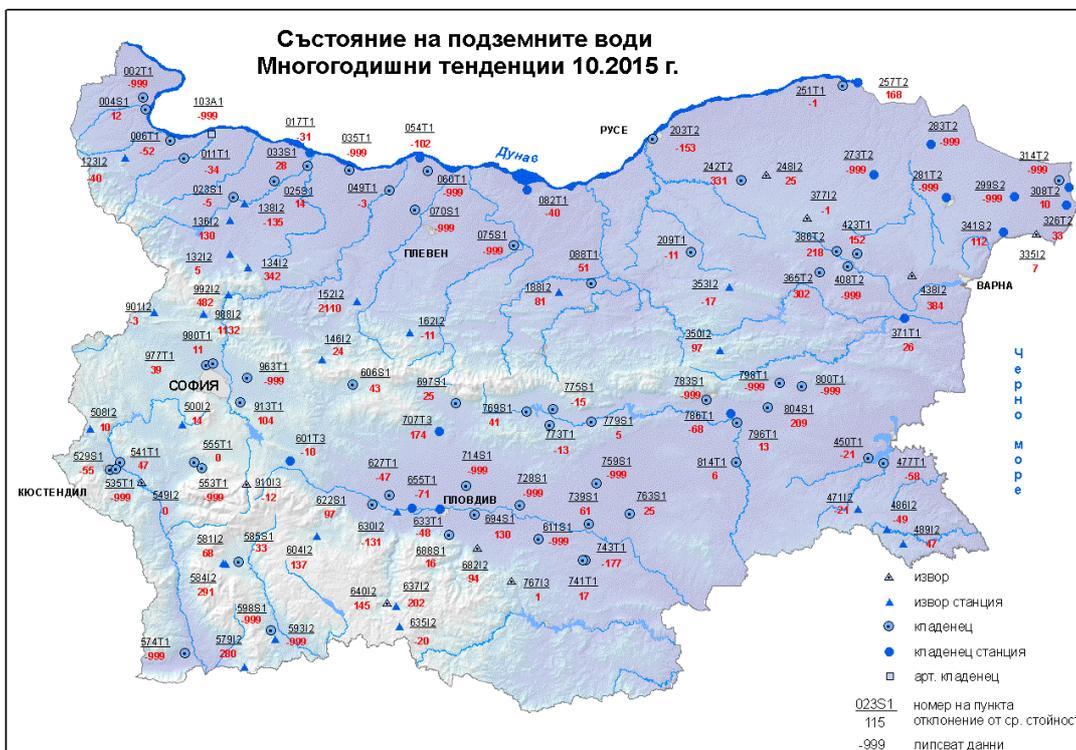 Състояние на подземните води
Многогодишни тенденции 10.2015 г.
002T1
-999
004S1
12
103A1
-999
006T1
-52
011T1
-34
017T1
-31
033S1
28
035T1
-999
054T1
-102
Дунав
РУСЕ
203T2
-153
251T1
-1
257T2
168
283T2
-999
123I2
-40
023S1
-5
025S1
14
049T1
-3
060T1
-999
070S1
-999
082T1
-40
242T2
331
248I2
25
273T2
-999
281T2
-999
299S2
-999
314T2
-999
308T2
10
326T2
33
335I2
7
138I2
-135
136I2
130
132I2
5
134I2
342
ПЛЕВЕН
075S1
-999
088T1
51
209T1
-11
377I2
-1
386T2
218
423T1
152
341S2
112
365T2
302
408T2
-999
438I2
384
ВАРНА
992I2
482
988I2
1132
901I2
-3
152I2
2110
188I2
81
353I2
-17
162I2
-11
146I2
24
350I2
97
371T1
26
980T1
11
977T1
39
СОФИЯ
963T1
-999
606S1
43
697S1
25
775S1
-15
783S1
-999
798T1
-999
800T1
-999
Черно море
508I2
10
500I2
14
913T1
104
707T3
174
769S1
41
773T1
-13
779S1
5
786T1
-68
804S1
209
796T1
13
529S1
-55
541T1
47
555T1
0
601T3
-10
535T1
-999
КЮСТЕНДИЛ
549I2
0
553T1
-999
910I3
-12
627T1
-47
655T1
-71
714S1
-999
ПЛОВДИВ
728S1
-999
759S1
-999
814T1
6
450T1
-21
477T1
-58
622S1
97
630I2
-131
633T1
-48
694S1
130
611S1
-999
739S1
61
763S1
25
471I2
-21
486I2
-49
489I2
47
581I2
68
585S1
-33
604I2
137
688S1
16
682I2
94
743T1
-177
584I2
291
640I2
145
637I2
202
767I3
1
741T1
17
598S1
-999
593I2
-999
635I2
-20
574T1
-999
579I2
280
извор
извор станция
кладенец
кладенец станция
арт. кладенец
023S1 номер на пункта
115 отклонение от ср. стойност
-999 липсват данни